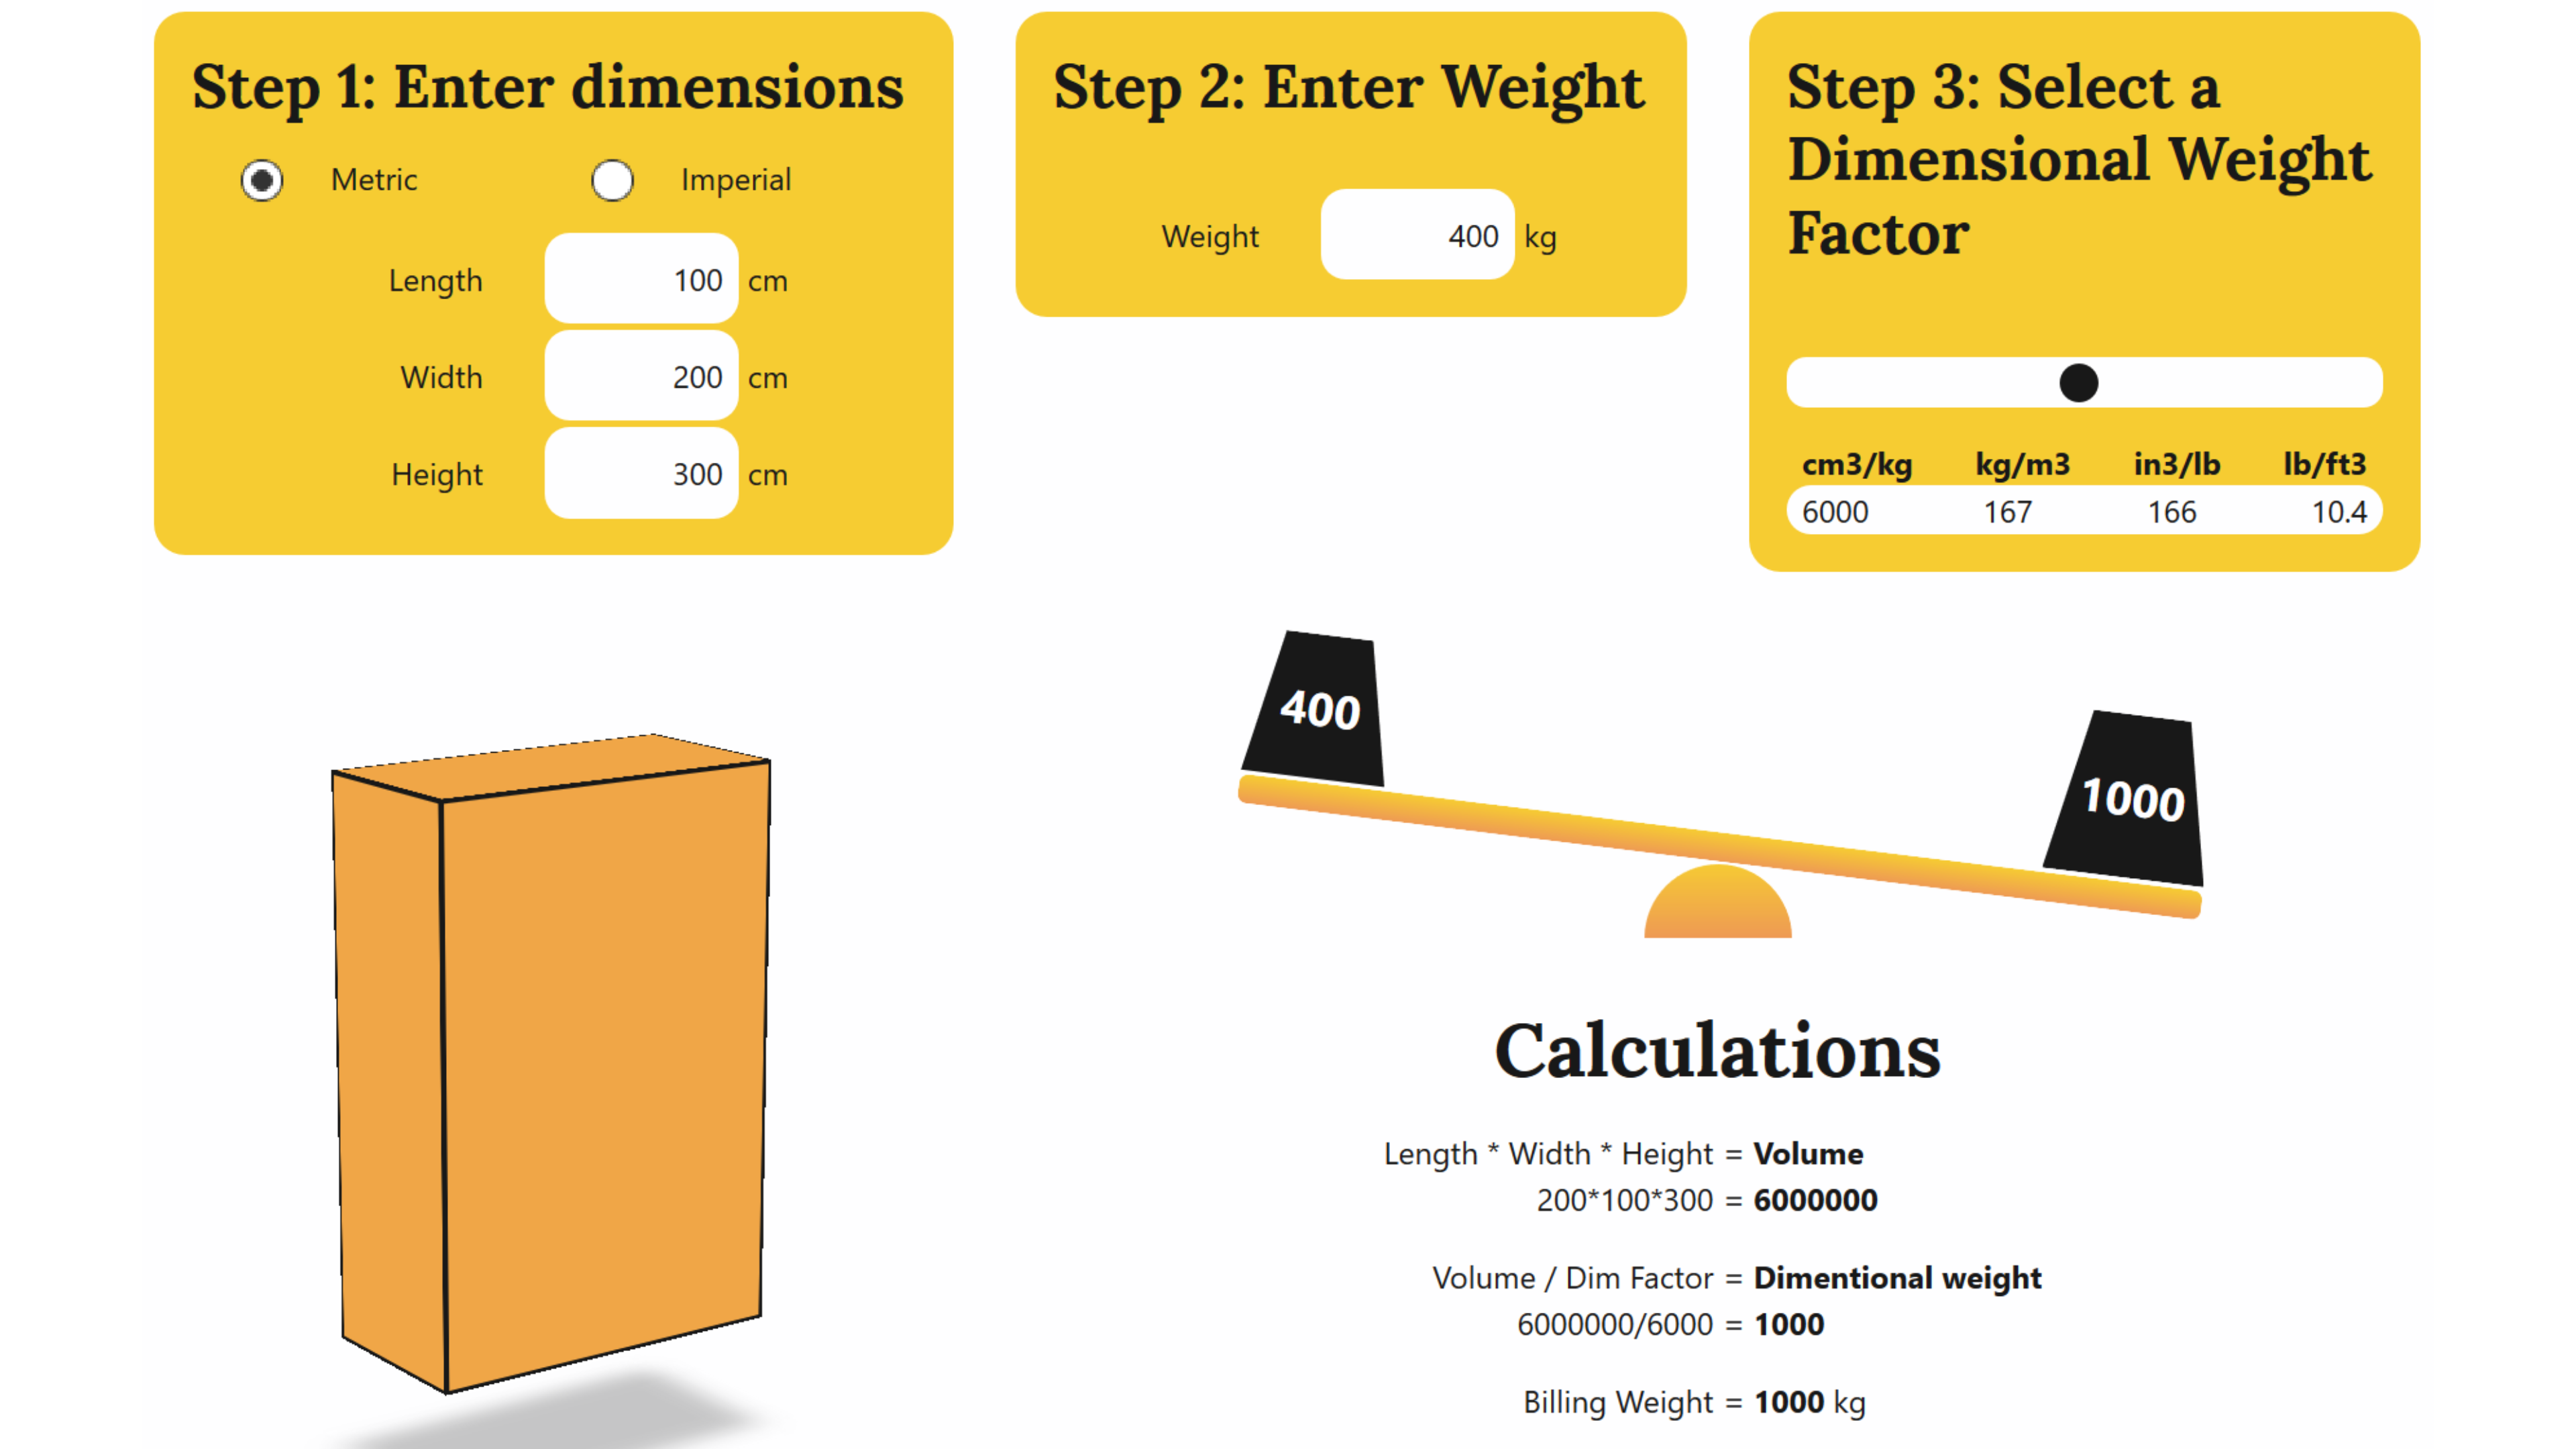 Step 1: Enter dimensions
Metric
Imperial
Length 100 cm
Width 200 cm
Height 300 cm
Step 2: Enter Weight
Weight 400 kg
Step 3: Select a
Dimensional Weight
Factor
cm3/kg kg/m3 in3/lb lb/ft3
6000 167 166 10.4
400
1000
Calculations
Length * Width * Height = Volume
200*100*300 = 6000000
Volume / Dim Factor = Dimentional weight
6000000/6000 = 1000
Billing Weight = 1000 kg